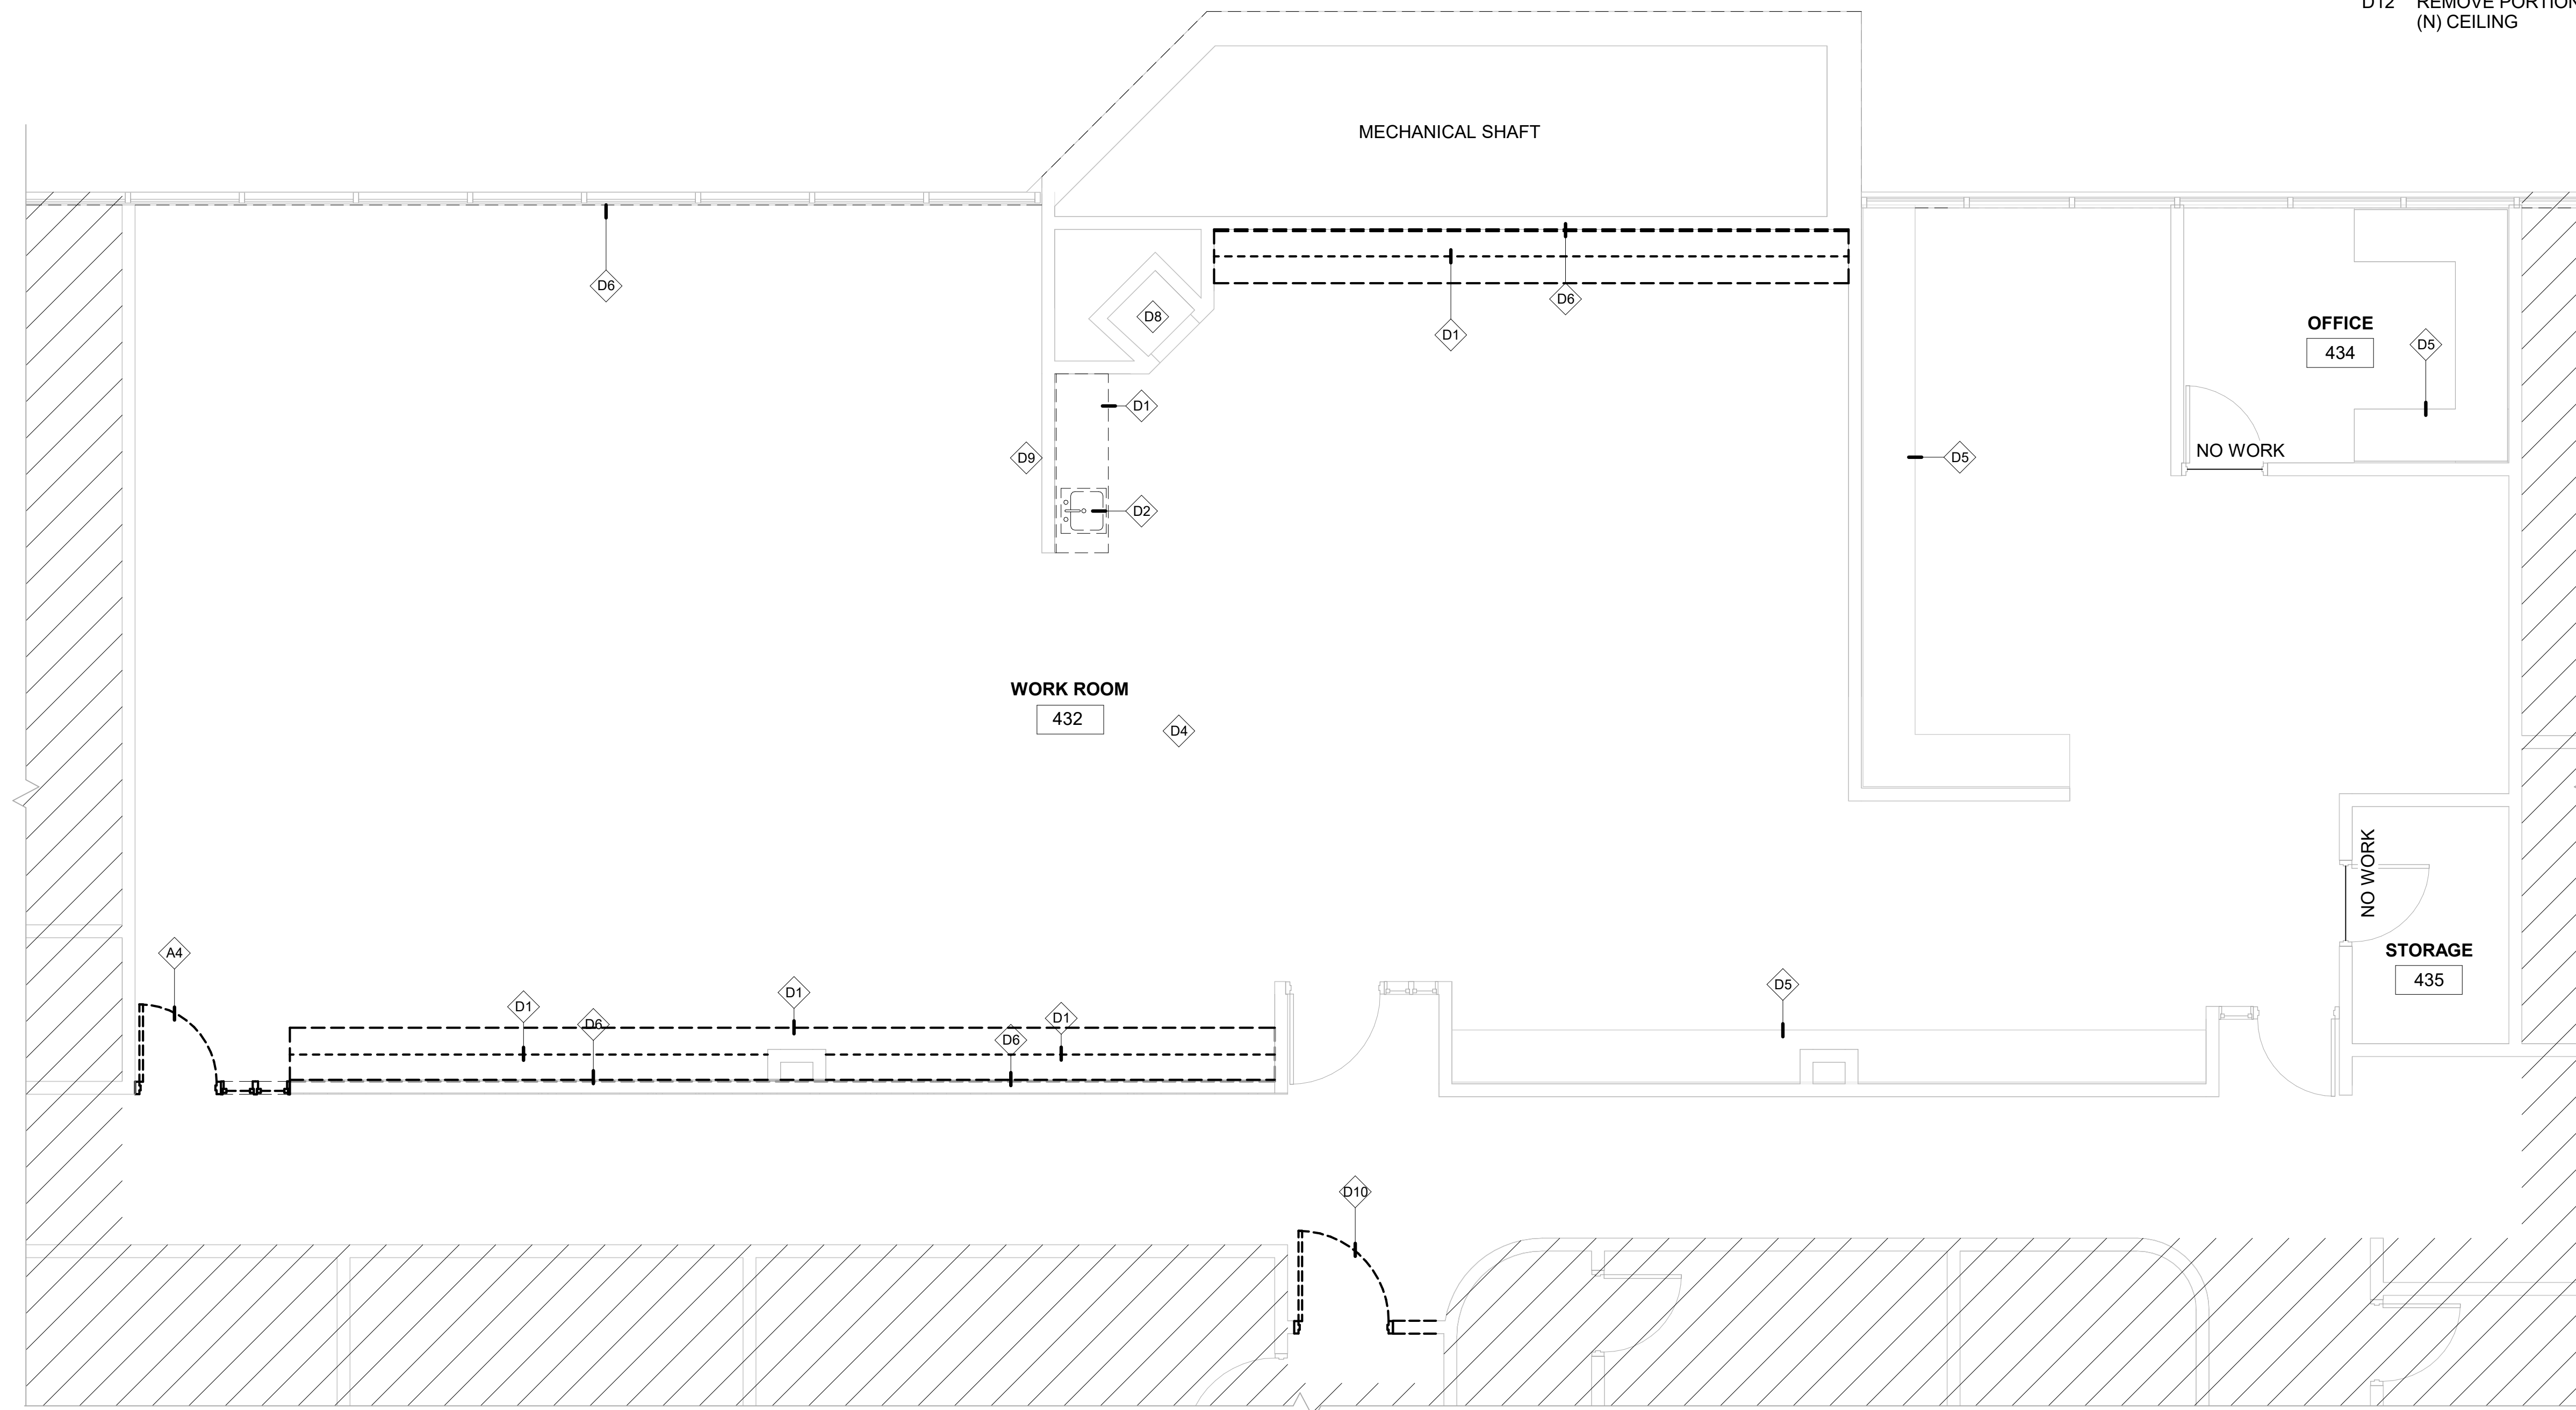 D12 REMOVE PORTION
(N) CEILING
MECHANICAL SHAFT
D6
D6
D8
D1
OFFICE
434
D5
D1
D9
NO WORK
D5
D2
WORK ROOM
432
D4
NO WORK
A4
STORAGE
435
D1
D1
D6
D1
D6
D5
D10